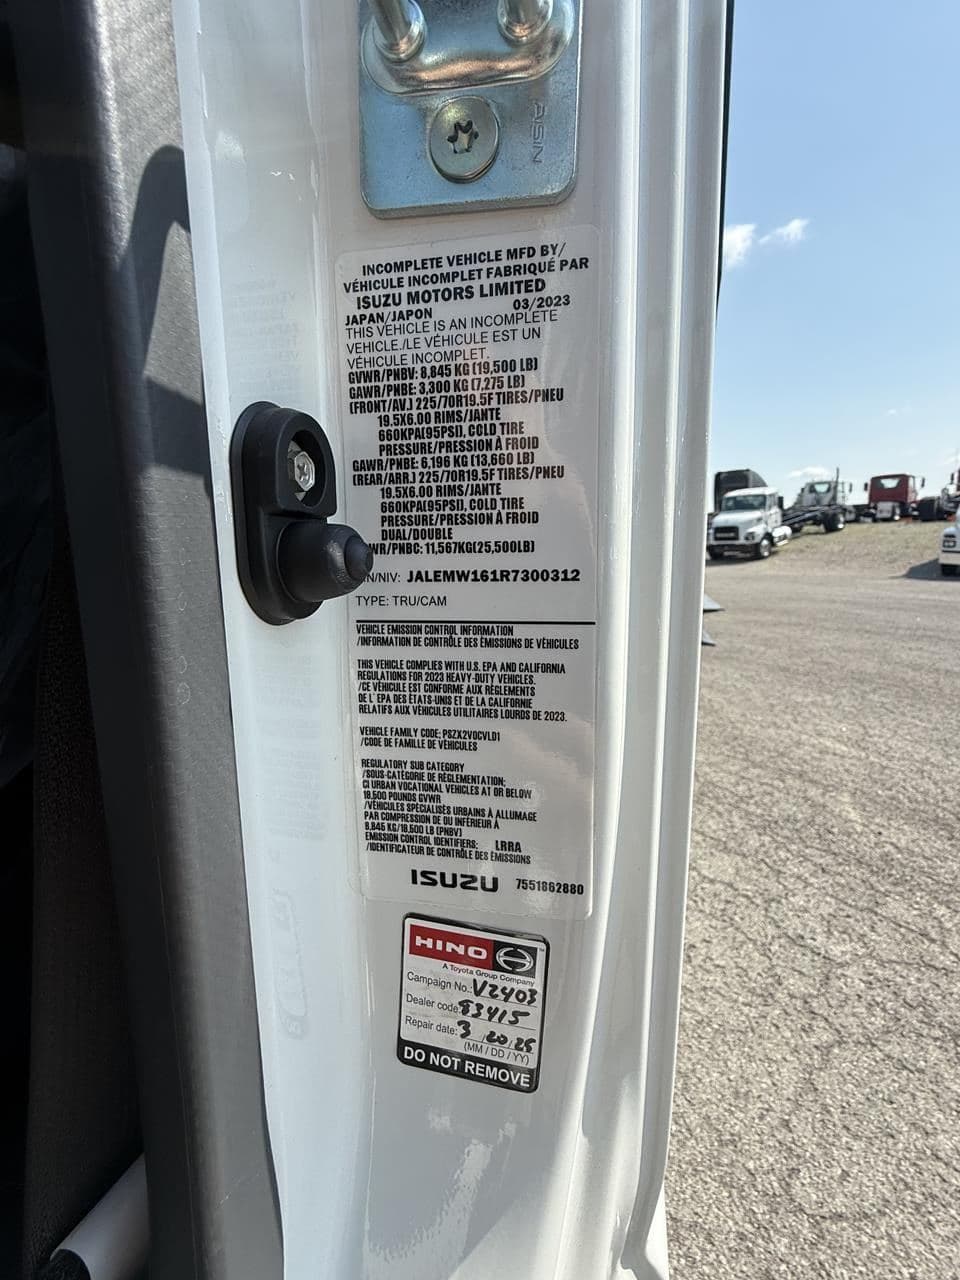 AISIN
INCOMPLETE VEHICLE MFD BY/
VÉHICULE INCOMPLET FABRIQUÉ PAR
ISUZU MOTORS LIMITED
JAPAN/JAPON 03/2023
THIS VEHICLE IS AN INCOMPLETE
VEHICLE./LE VÉHICULE EST UN
VÉHICULE INCOMPLET.
GVWR/PNBV: 8,845 KG (19,500 LB)
GAWR/PNBE: 3,300 KG (7,275 LB)
(FRONT/AV.) 225/70R19.5F TIRES/PNEU
19.5X6.00 RIMS/JANTE
660KPA(95PSI), COLD TIRE
PRESSURE/PRESSION À FROID
GAWR/PNBE: 6,196 KG (13,660 LB)
(REAR/ARR.) 225/70R19.5F TIRES/PNEU
19.5X6.00 RIMS/JANTE
660KPA(95PSI), COLD TIRE
PRESSURE/PRESSION À FROID
DUAL/DOUBLE
WR/PNBC: 11,567KG(25,500LB)
N/NIV: JALEMW161R7300312
TYPE: TRU/CAM
VEHICLE EMISSION CONTROL INFORMATION
/INFORMATION DE CONTRÔLE DES ÉMISSIONS DE VÉHICULES
THIS VEHICLE COMPLIES WITH U.S. EPA AND CALIFORNIA
REGULATIONS FOR 2023 HEAVY-DUTY VEHICLES.
/CE VÉHICULE EST CONFORME AUX RÈGLEMENTS
DE L'EPA DES ÉTATS-UNIS ET DE LA CALIFORNIE
RELATIFS AUX VÉHICULES UTILITAIRES LOURDS DE 2023.
VEHICLE FAMILY CODE; PSZX2VOCVLD1
/CODE DE FAMILLE DE VÉHICULES
REGULATORY SUB CATEGORY
/SOUS-CATÉGORIE DE RÉGLEMENTATION;
CI URBAN VOCATIONAL VEHICLES AT OR BELOW
19,500 POUNDS GVWR
/VÉHICULES SPÉCIALISÉS URBAINS À ALLUMAGE
PAR COMPRESSION DE OU INFÉRIEUR À
8,845 KG/19,500 LB (PNBV)
EMISSION CONTROL IDENTIFIERS: LRRA
/IDENTIFICATEUR DE CONTRÔLE DES ÉMISSIONS
ISUZU 7551862880
HINO
A Toyota Group Company
Campaign No.: V2403
Dealer code: 93415
Repair date: 3 /20/25
(MM / DD / YY)
DO NOT REMOVE